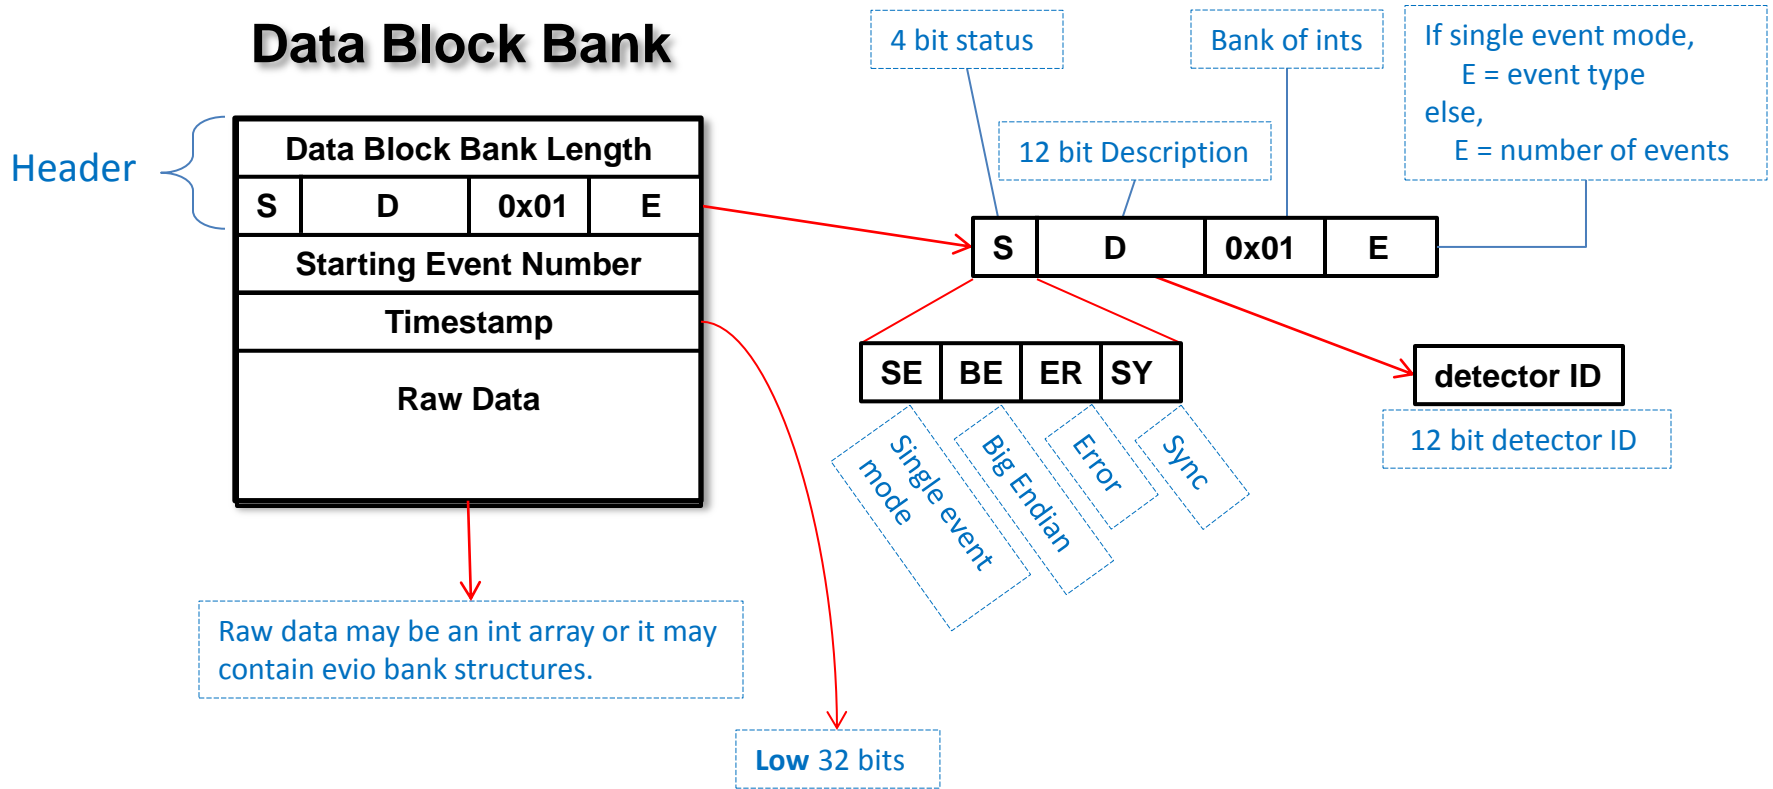 Data Block Bank
Header
Data Block Bank Length
S D 0x01 E
Starting Event Number
Timestamp
Raw Data
Raw data may be an int array or it may
contain evio bank structures.
Low 32 bits
4 bit status
12 bit Description
Bank of ints
If single event mode,
E = event type
else,
E = number of events
S D 0x01 E
SE BE ER SY
Single event
mode
Big Endian
Error
Sync
detector ID
12 bit detector ID